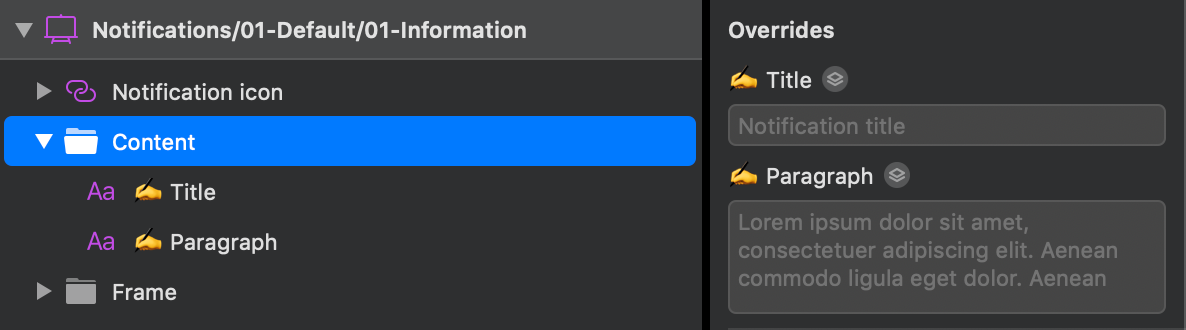 Notifications/01-Default/01-Information
Notification icon
Content
Aa ✍️ Title
Aa ✍️ Paragraph
Frame
Overrides
✍️ Title
Notification title
✍️ Paragraph
Lorem ipsum dolor sit amet,
consectetuer adipiscing elit. Aenean
commodo ligula eget dolor. Aenean